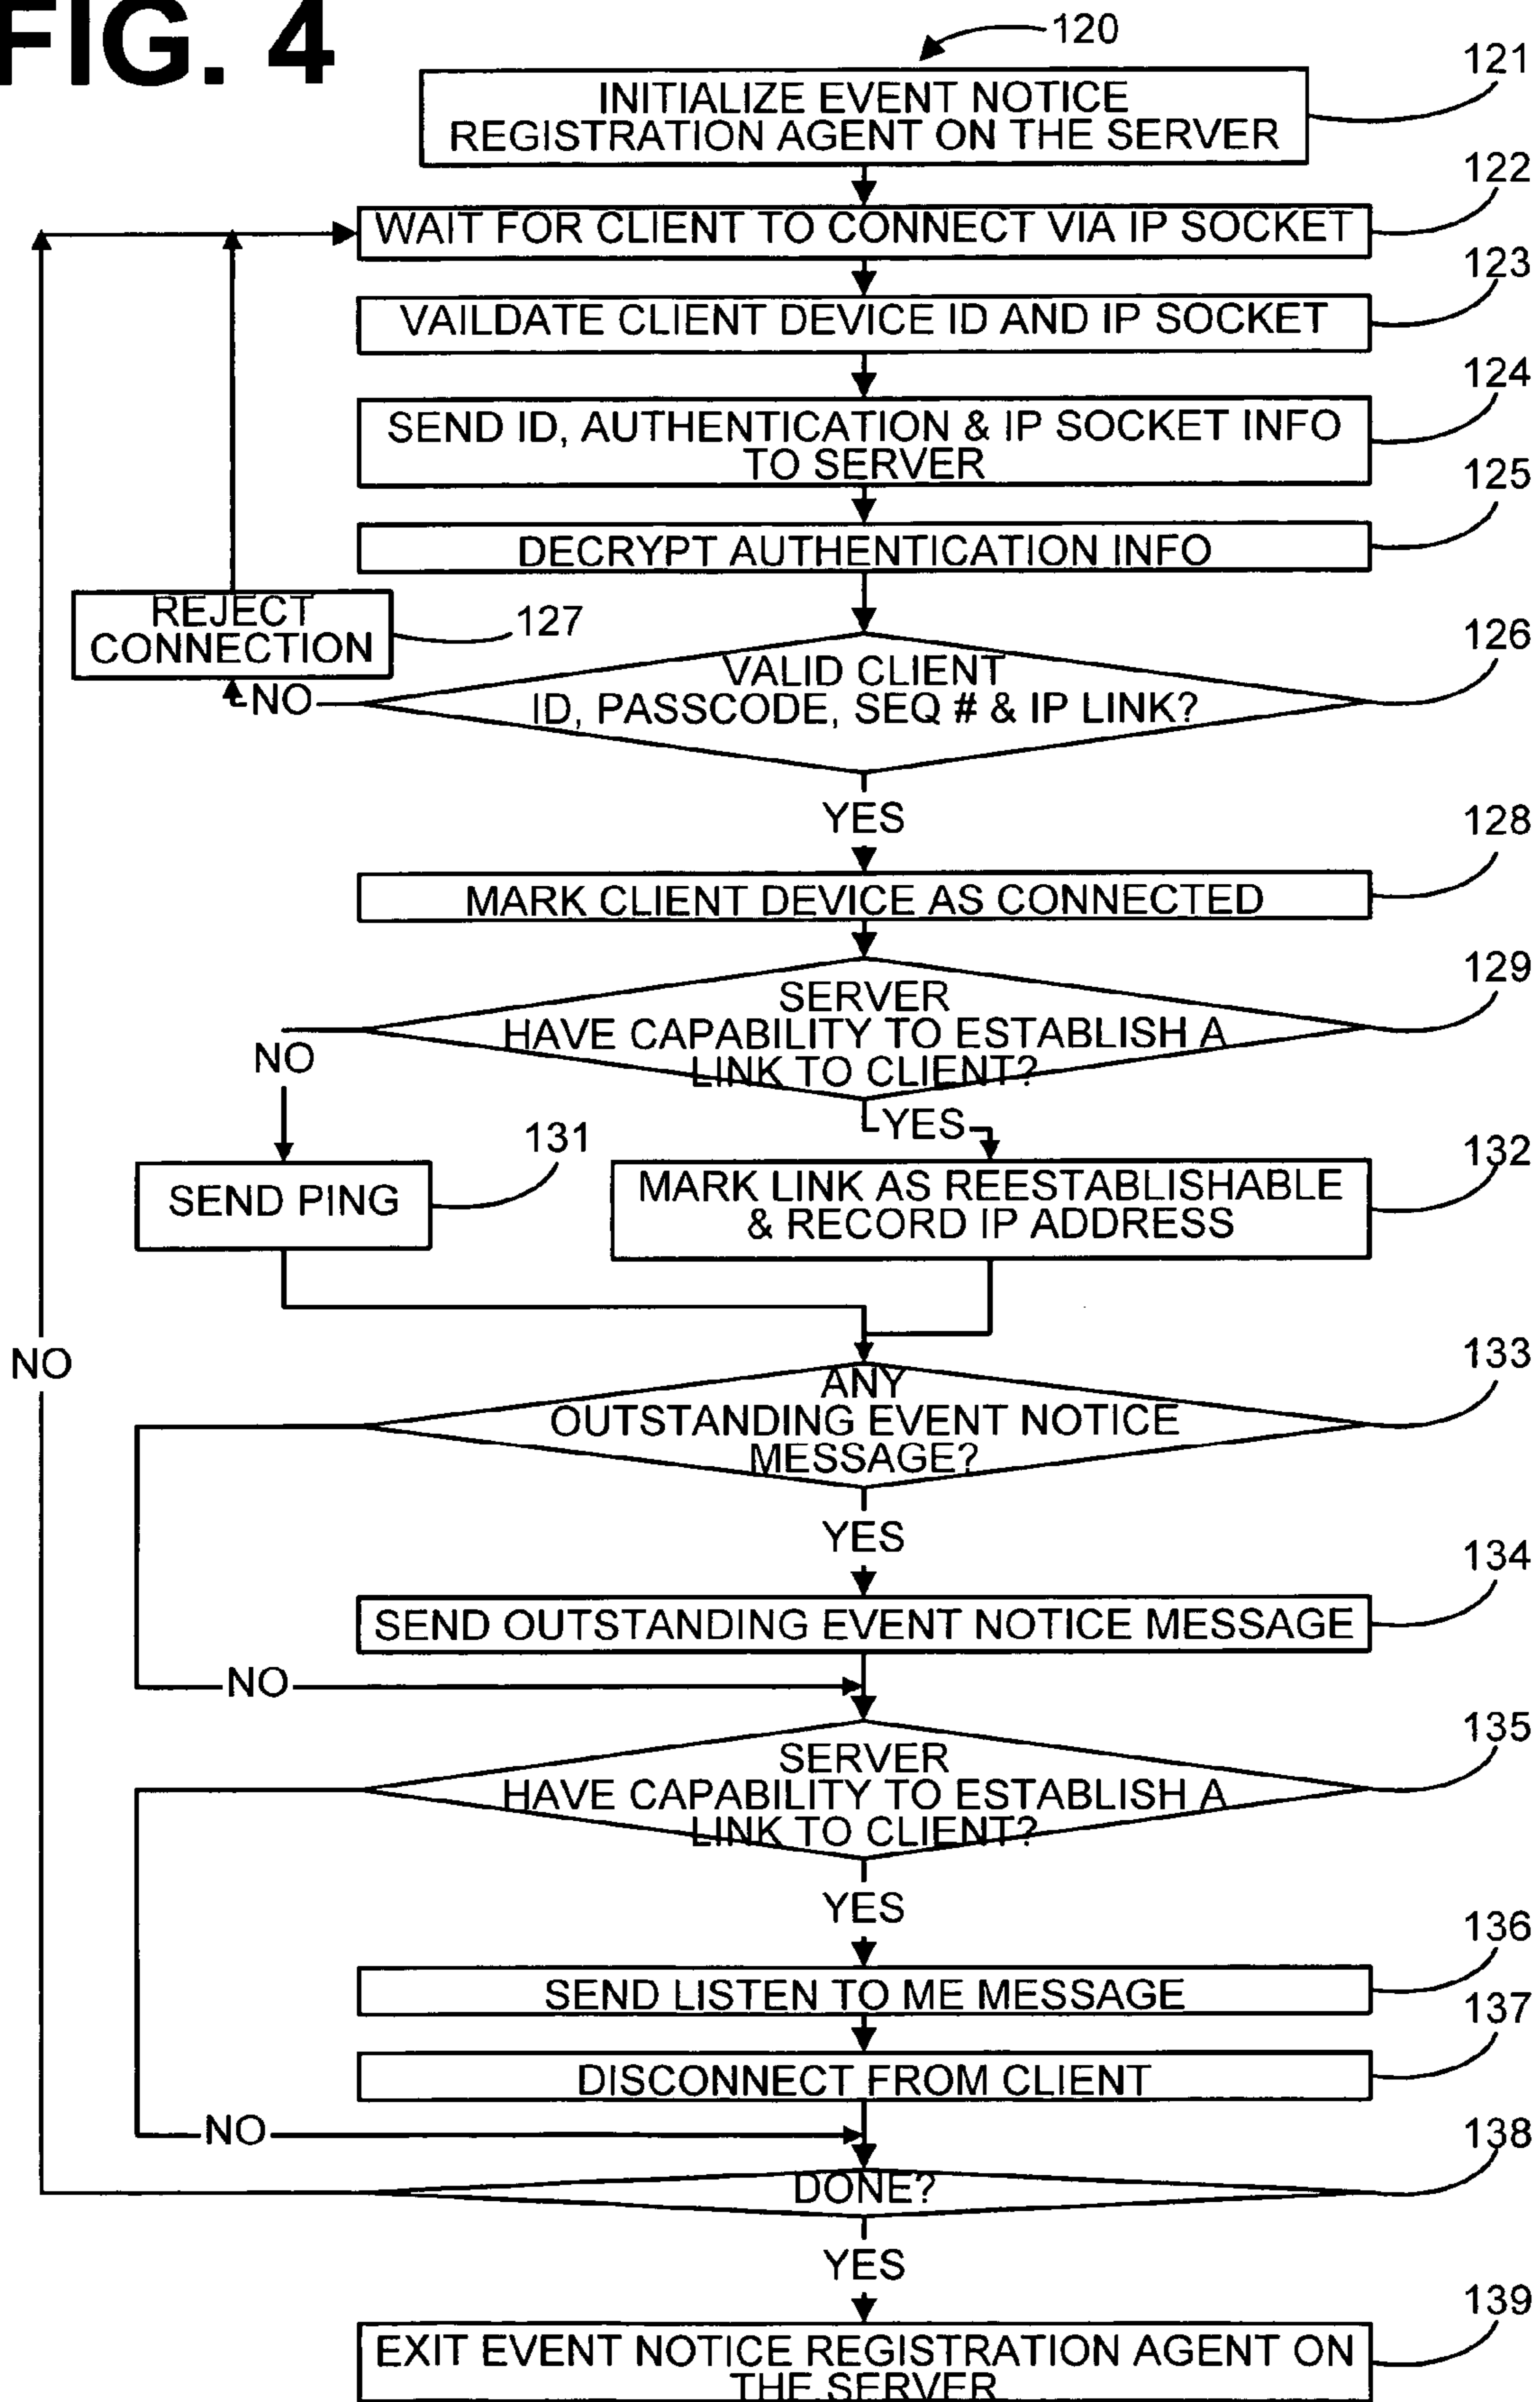 FIG. 4
120
INITIALIZE EVENT NOTICE
REGISTRATION AGENT ON THE SERVER
121
WAIT FOR CLIENT TO CONNECT VIA IP SOCKET
122
VAILDATE CLIENT DEVICE ID AND IP SOCKET
123
SEND ID, AUTHENTICATION & IP SOCKET INFO
TO SERVER
124
DECRYPT AUTHENTICATION INFO
125
REJECT
CONNECTION
127
NO
VALID CLIENT
ID, PASSCODE, SEQ # & IP LINK?
126
YES
MARK CLIENT DEVICE AS CONNECTED
128
SERVER
HAVE CAPABILITY TO ESTABLISH A
LINK TO CLIENT?
129
NO
YES
SEND PING
131
MARK LINK AS REESTABLISHABLE
& RECORD IP ADDRESS
132
NO
ANY
OUTSTANDING EVENT NOTICE
MESSAGE?
133
YES
SEND OUTSTANDING EVENT NOTICE MESSAGE
134
NO
SERVER
HAVE CAPABILITY TO ESTABLISH A
LINK TO CLIENT?
135
YES
SEND LISTEN TO ME MESSAGE
136
DISCONNECT FROM CLIENT
137
NO
DONE?
138
YES
EXIT EVENT NOTICE REGISTRATION AGENT ON
THE SERVER
139